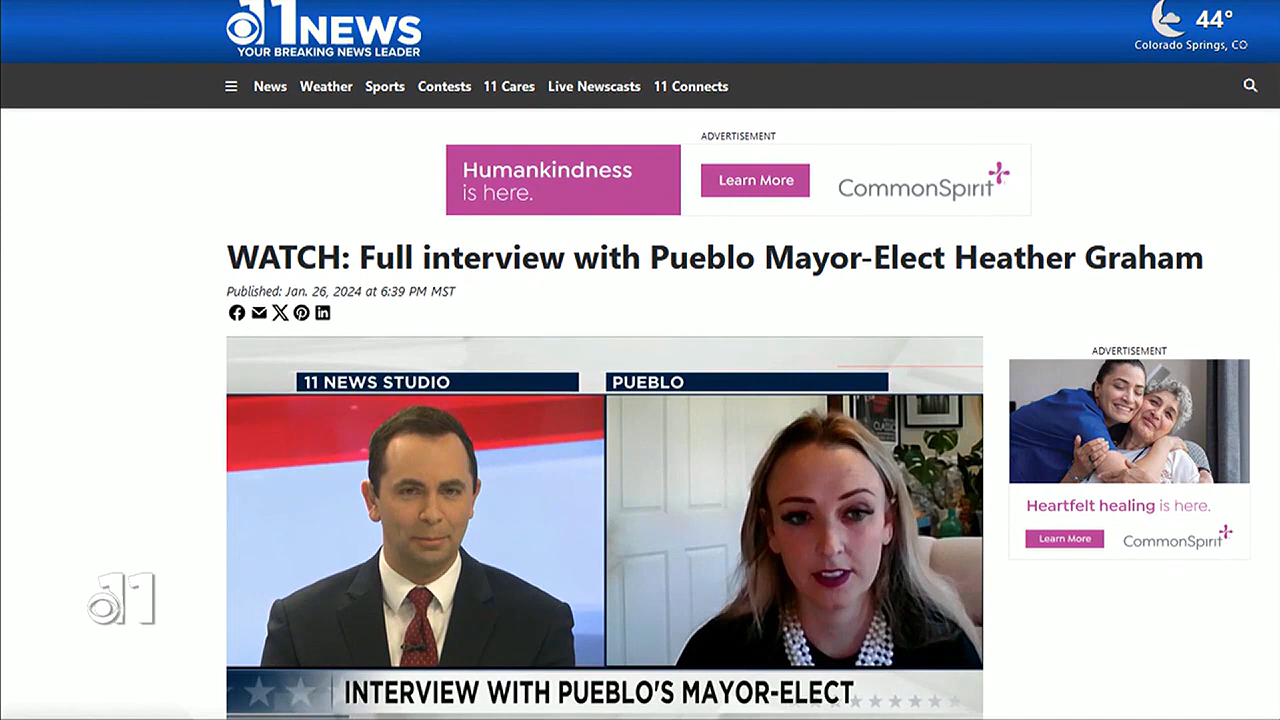 11 NEWS
YOUR BREAKING NEWS LEADER
44°
Colorado Springs, CO
News Weather Sports Contests 11 Cares Live Newscasts 11 Connects
ADVERTISEMENT
Humankindness
is here.
Learn More
CommonSpirit
WATCH: Full interview with Pueblo Mayor-Elect Heather Graham
Published: Jan. 26, 2024 at 6:39 PM MST
ADVERTISEMENT
11 NEWS STUDIO
PUEBLO
Heartfelt healing is here.
Learn More
CommonSpirit
11
INTERVIEW WITH PUEBLO'S MAYOR-ELECT